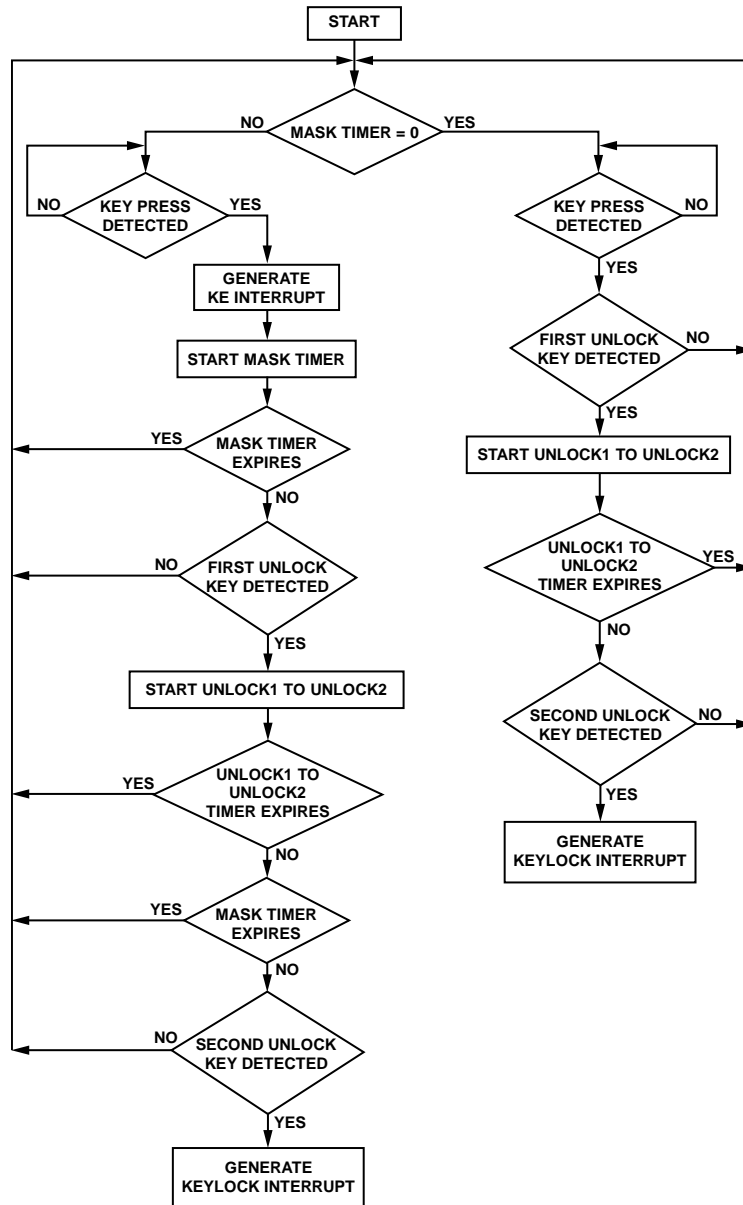 START
MASK TIMER = 0
NO
YES
KEY PRESS
DETECTED
NO
YES
GENERATE
KE INTERRUPT
START MASK TIMER
MASK TIMER
EXPIRES
YES
NO
FIRST UNLOCK
KEY DETECTED
NO
YES
START UNLOCK1 TO UNLOCK2
UNLOCK1 TO
UNLOCK2
TIMER EXPIRES
YES
NO
MASK TIMER
EXPIRES
YES
NO
SECOND UNLOCK
KEY DETECTED
NO
YES
GENERATE
KEYLOCK INTERRUPT
KEY PRESS
DETECTED
NO
YES
FIRST UNLOCK
KEY DETECTED
NO
YES
START UNLOCK1 TO UNLOCK2
UNLOCK1 TO
UNLOCK2
TIMER EXPIRES
YES
NO
SECOND UNLOCK
KEY DETECTED
NO
YES
GENERATE
KEYLOCK INTERRUPT